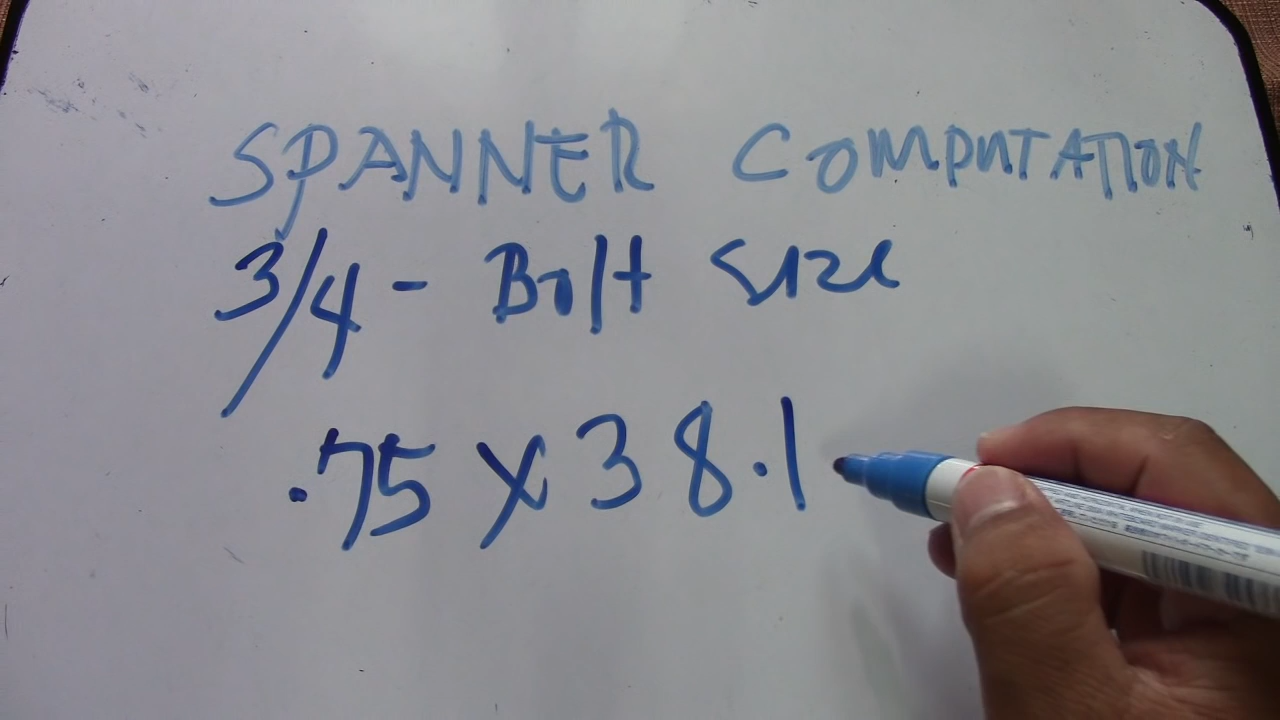 SPANNER COMPUTATION
3/4 - Bolt Size
.75 x 38.1